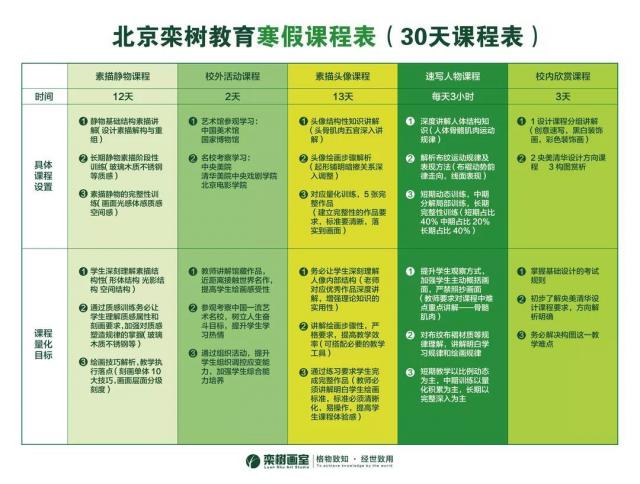 北京栾树教育寒假课程表（30天课程表）
素描静物课程
校外活动课程
素描头像课程
速写人物课程
校内欣赏课程
时间
12天
2天
13天
每天3小时
3天
具体
课程
设置
1 静物基础结构素描讲
解（设计素描解构与重
组）
2 长期静物素描阶段性
训练（玻璃木质不锈钢
等质感）
3 素描静物的完整性训
练（画面光感体感质感
空间感）
1 艺术馆参观学习：
中国美术馆
国家博物馆
2 名校考察学习：
中央美院
清华美院中央戏剧学院
北京电影学院
1 头像结构性知识讲解
（头骨肌肉五官深入讲
解）
2 头像绘画步骤解析
（起形铺明暗擦关系深
入调整）
3 对应量化训练，5 张完
整作品
（建立完整性的作品要
求，标准要清晰，落
实到画面）
1 深度讲解人体结构知
识（人体骨骼肌肉运动
规律）
2 解析布纹运动规律及
表现方法（布褶动势韵
律走向，线面表现）
3 短期动态训练，中期
分解局部训练，长期
完整性训练（短期占比
40% 中期占比 20%
长期占比 40%）
1 1 设计课程分组讲解
（创意速写，黑白装饰
画，彩色装饰画）
2 2 央美清华设计方向课
程 3 构图赏析
课程
量化
目标
1 学生深刻理解素描结
构性( 形体结构 光影结
构 空间结构 )
2 通过质感训练务必让
学生理解质感属性和
刻画要求，加强对质感
塑造规律的掌握( 玻璃
木质不锈钢等 )
3 绘画技巧解析、教学执
行落点（刻画单体 10
大技巧，画面层面分级
刻度）
1 教师讲解馆藏作品，
近距离接触世界名作，
提高学生绘画感受性
2 参观考察中国一流艺
术名校，树立人生奋
斗目标，提升学生学
习热情
3 通过组织活动，提升
学生组织调控应变能
力，加强学生综合能
力培养
1 务必让学生深刻理解
人像内部结构（老师
对应优秀作品深度讲
解，增强理论知识的
实用性）
2 讲解绘画步骤性，严
格要求，提高教学效
率（可搭配必要的教学
工具）
3 通过练习要求学生完
成完整作品（教师必
须讲解明白学生绘画
标准，标准必须清晰
化，易操作，提高学
生课程体验感）
1 提升学生观察方式，
加强学生主动概括画
面，严禁照抄画面
（教师要求对课程中难
点重点讲解——骨骼
肌肉）
2 对布纹布褶材质等规
律理解，讲解明白学
习规律和绘画规律
3 短期教学以比例动态
为主，中期训练以量
化积累为主，长期以
完整深入为主
1 掌握基础设计的考试
规则
2 初步了解央美清华设
计课程要求，方向解
析明确
3 务必解决构图这一教
学难点
栾树画室
Luan Shu Art Studio
格物致知 · 经世致用
To achieve knowledge by the world